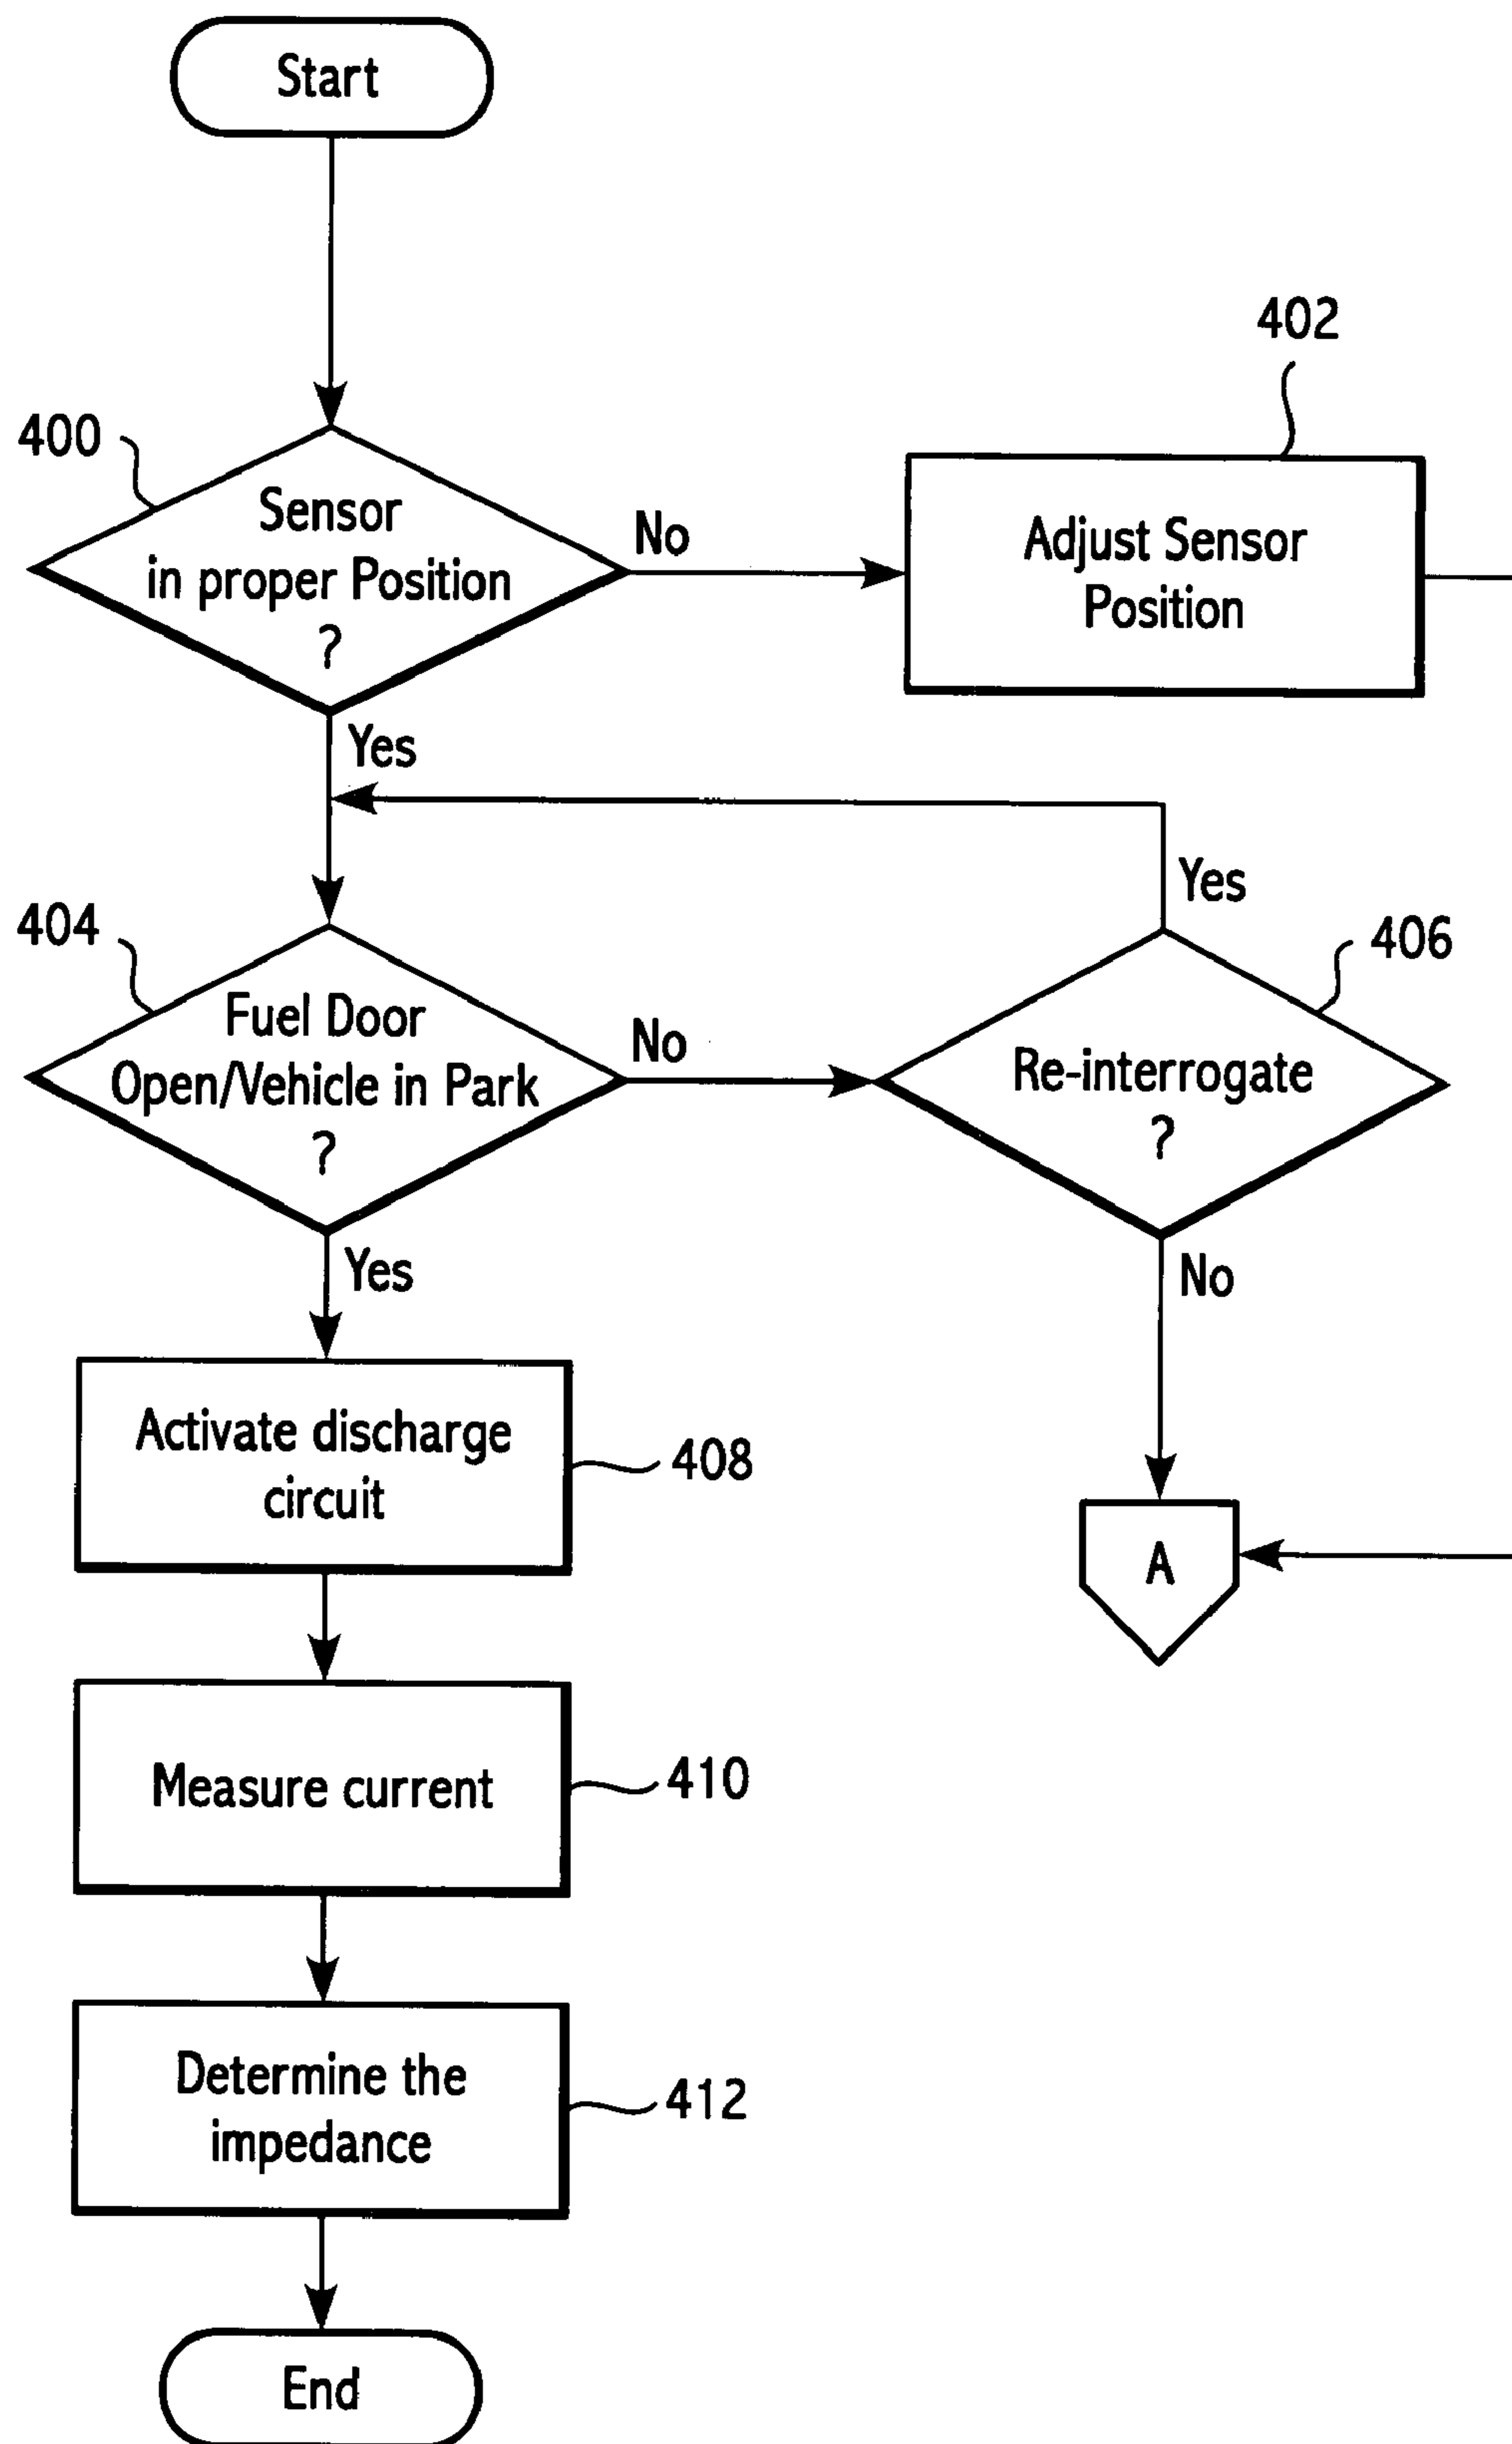 Start
402
400
Sensor
in proper Position
?
No
Adjust Sensor
Position
Yes
Yes
404
406
Fuel Door
Open/Vehicle in Park
?
No
Re-interrogate
?
Yes
No
Activate discharge
circuit
408
A
Measure current
410
Determine the
impedance
412
End